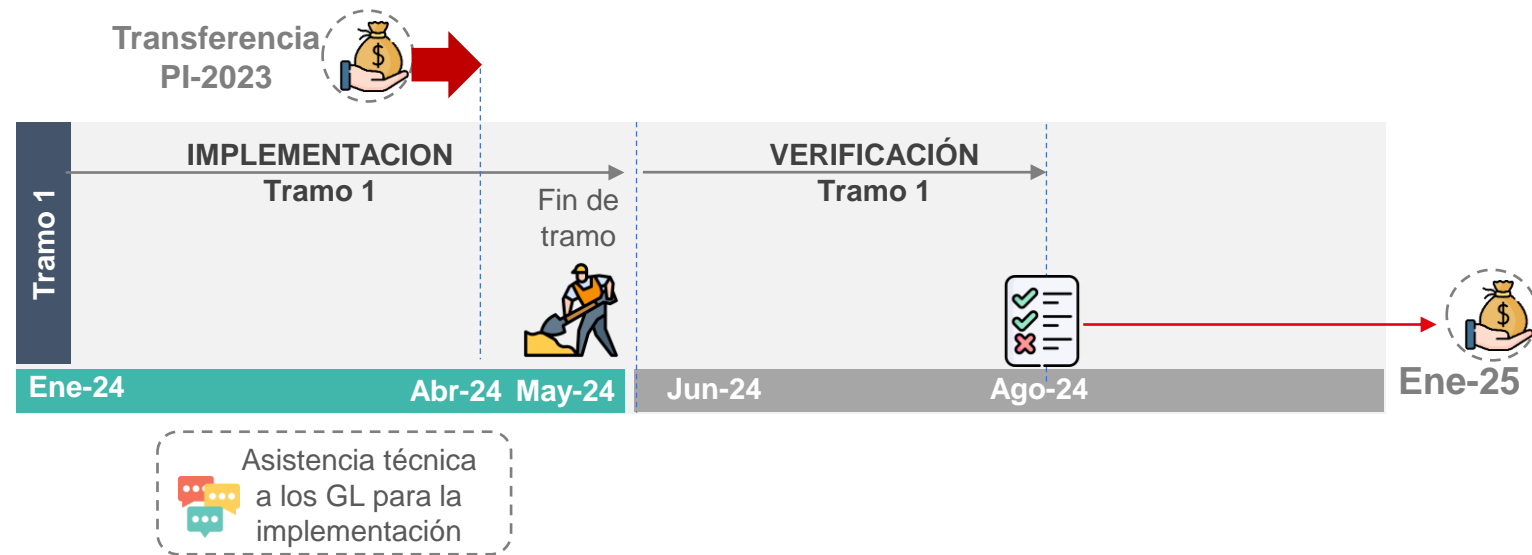 Transferencia
PI-2023
Tramo 1
IMPLEMENTACION
Tramo 1
Fin de
tramo
VERIFICACIÓN
Tramo 1
Ene-24
Abr-24
May-24
Jun-24
Ago-24
Ene-25
Asistencia técnica
a los GL para la
implementación